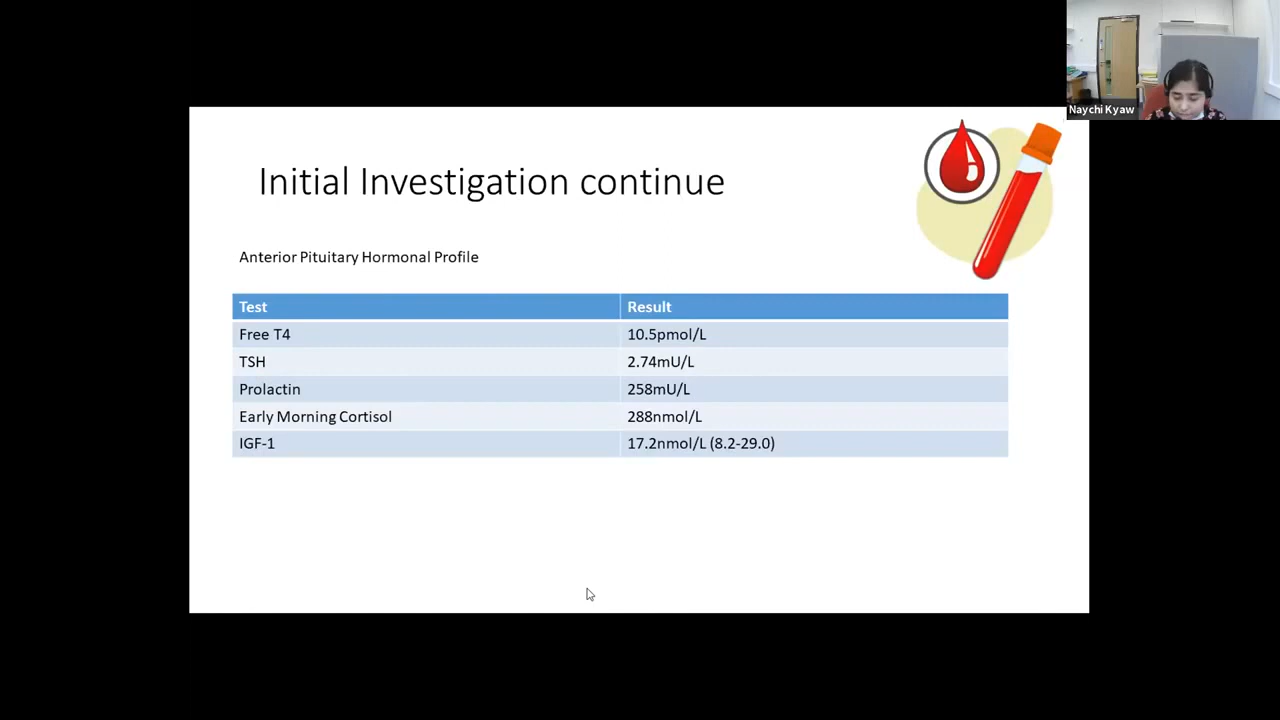 Naychi Kyaw
Initial Investigation continue
Anterior Pituitary Hormonal Profile
Test Result
Free T4 10.5pmol/L
TSH 2.74mU/L
Prolactin 258mU/L
Early Morning Cortisol 288nmol/L
IGF-1 17.2nmol/L (8.2-29.0)